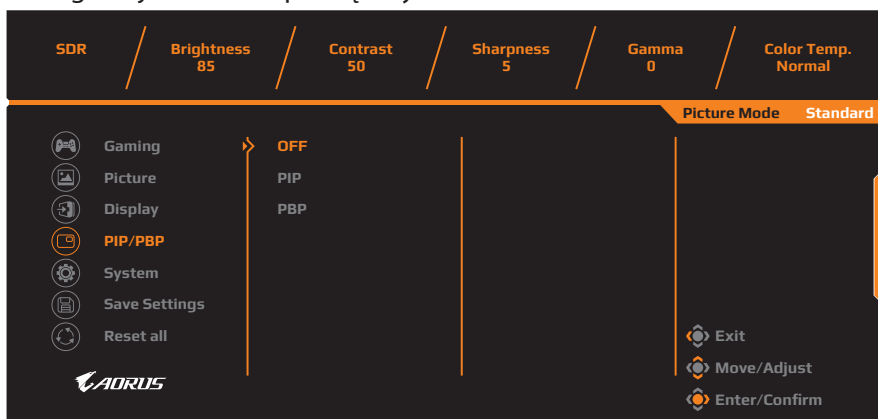 SDR Brightness Contrast Sharpness Gamma Color Temp.
85 50 5 0 Normal
Picture Mode Standard
Gaming OFF
Picture PIP
Display PBP
PIP/PBP
System
Save Settings
Reset all Exit
Move/Adjust
AORUS
Enter/Confirm